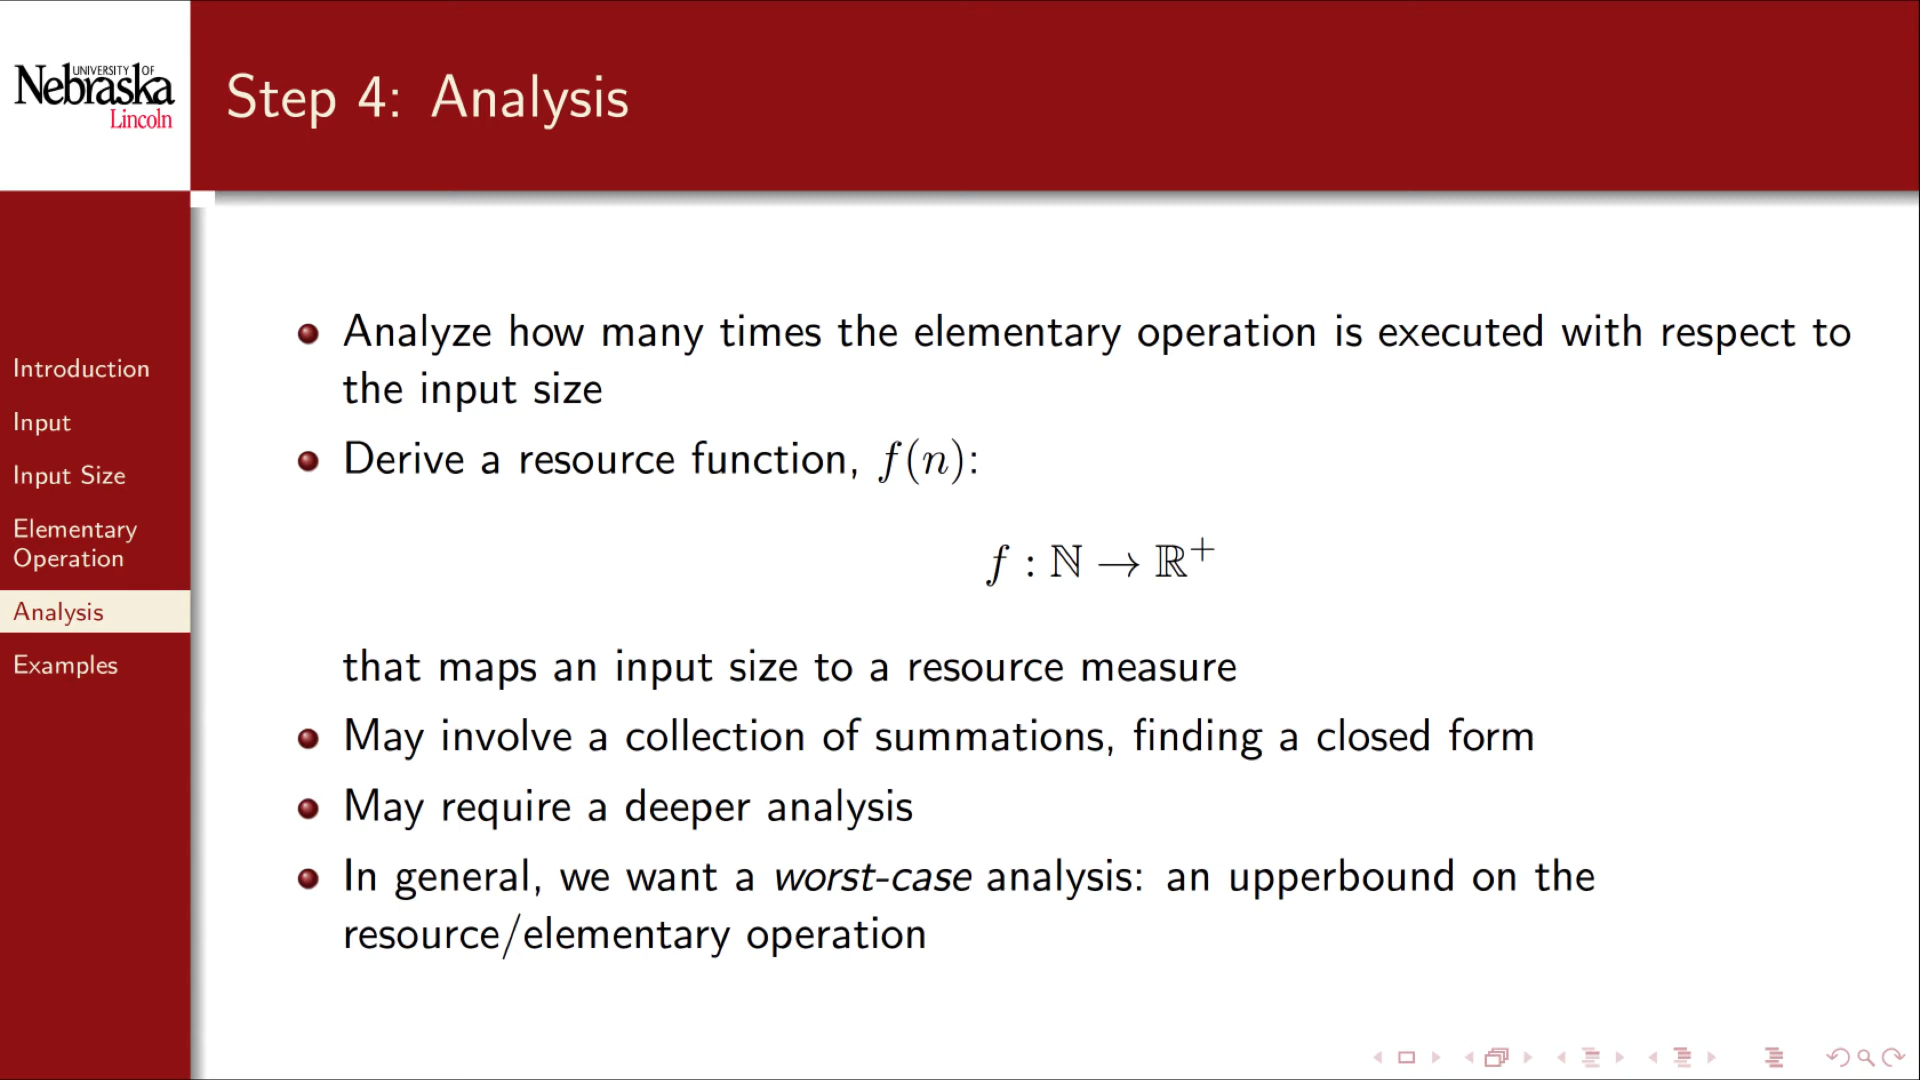 UNIVERSITY OF
Nebraska
Lincoln
Step 4: Analysis
Introduction
Input
Input Size
Elementary
Operation
Analysis
Examples
Analyze how many times the elementary operation is executed with respect to
the input size
Derive a resource function, f(n):
f : ℕ → ℝ⁺
that maps an input size to a resource measure
May involve a collection of summations, finding a closed form
May require a deeper analysis
In general, we want a worst-case analysis: an upperbound on the
resource/elementary operation